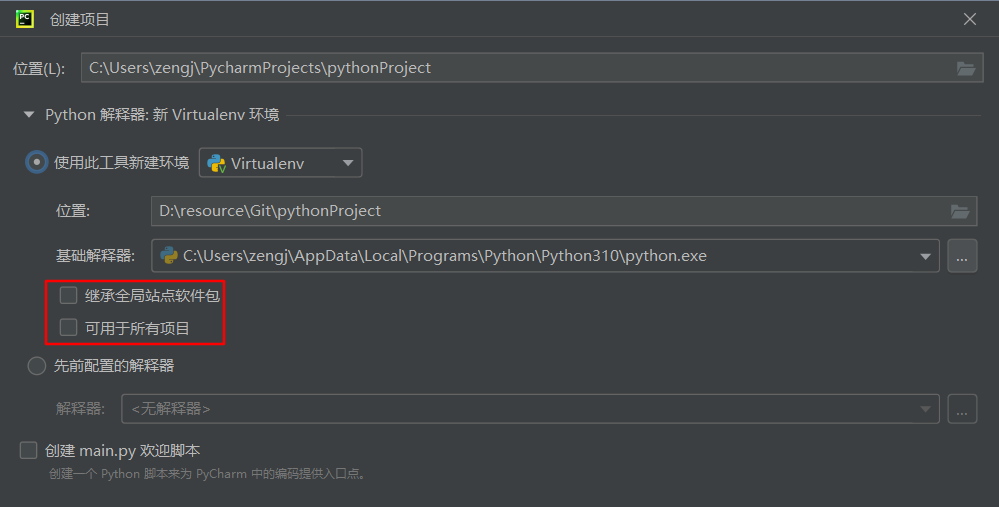 PC 创建项目
位置(L): C:\Users\zengj\PycharmProjects\pythonProject
Python 解释器: 新 Virtualenv 环境
使用此工具新建环境 Virtualenv
位置: D:\resource\Git\pythonProject
基础解释器: C:\Users\zengj\AppData\Local\Programs\Python\Python310\python.exe ...
继承全局站点软件包
可用于所有项目
先前配置的解释器
解释器: <无解释器> ...
创建 main.py 欢迎脚本
创建一个 Python 脚本来为 PyCharm 中的编码提供入口点。